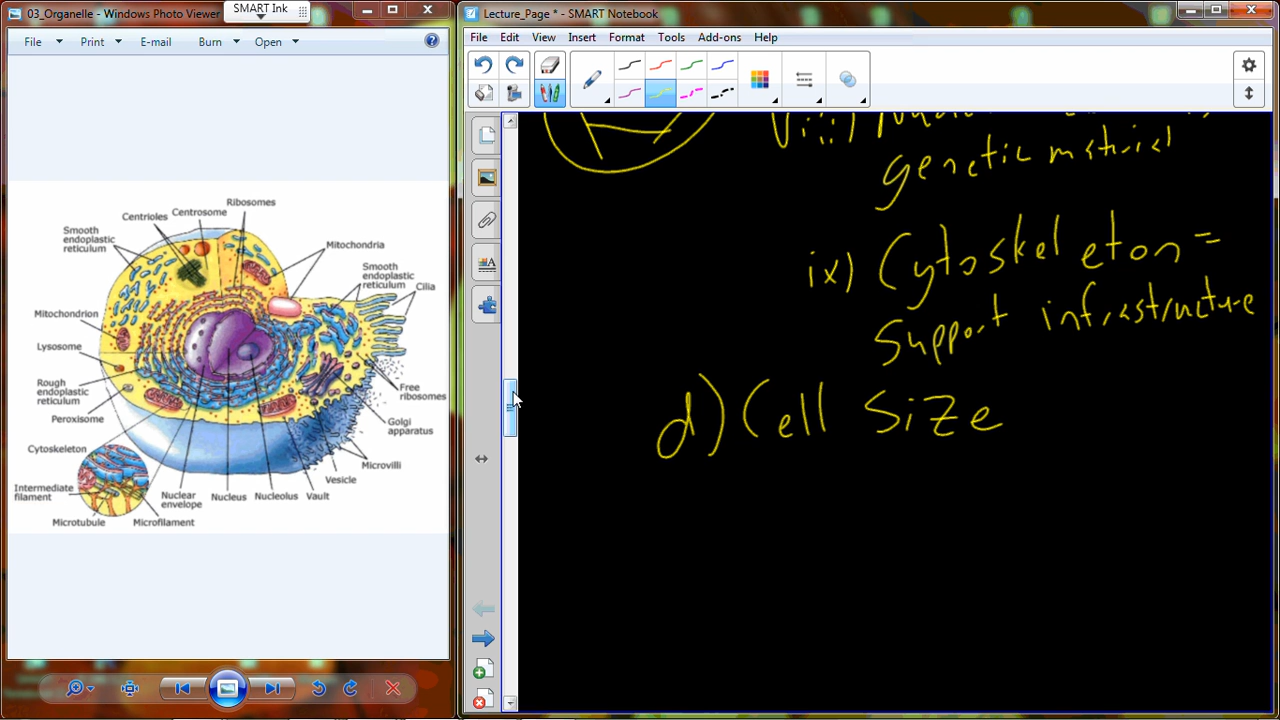 03_Organelle - Windows Photo Viewer
SMART Ink
File Print E-mail Burn Open
Ribosomes
Centrosome
Centrioles
Smooth
endoplastic
reticulum
Mitochondria
Smooth
endoplastic
reticulum
Cilia
Mitochondrion
Lysosome
Rough
endoplastic
reticulum
Peroxisome
Free
ribosomes
Golgi
apparatus
Cytoskeleton
Microvilli
Vesicle
Intermediate
filament
Nuclear
envelope
Nucleus
Nucleolus
Vault
Microtubule
Microfilament
Lecture_Page * - SMART Notebook
File Edit View Insert Format Tools Add-ons Help
viii)
genetic material
ix) Cytoskeleton =
Support infrastructure
d) Cell Size